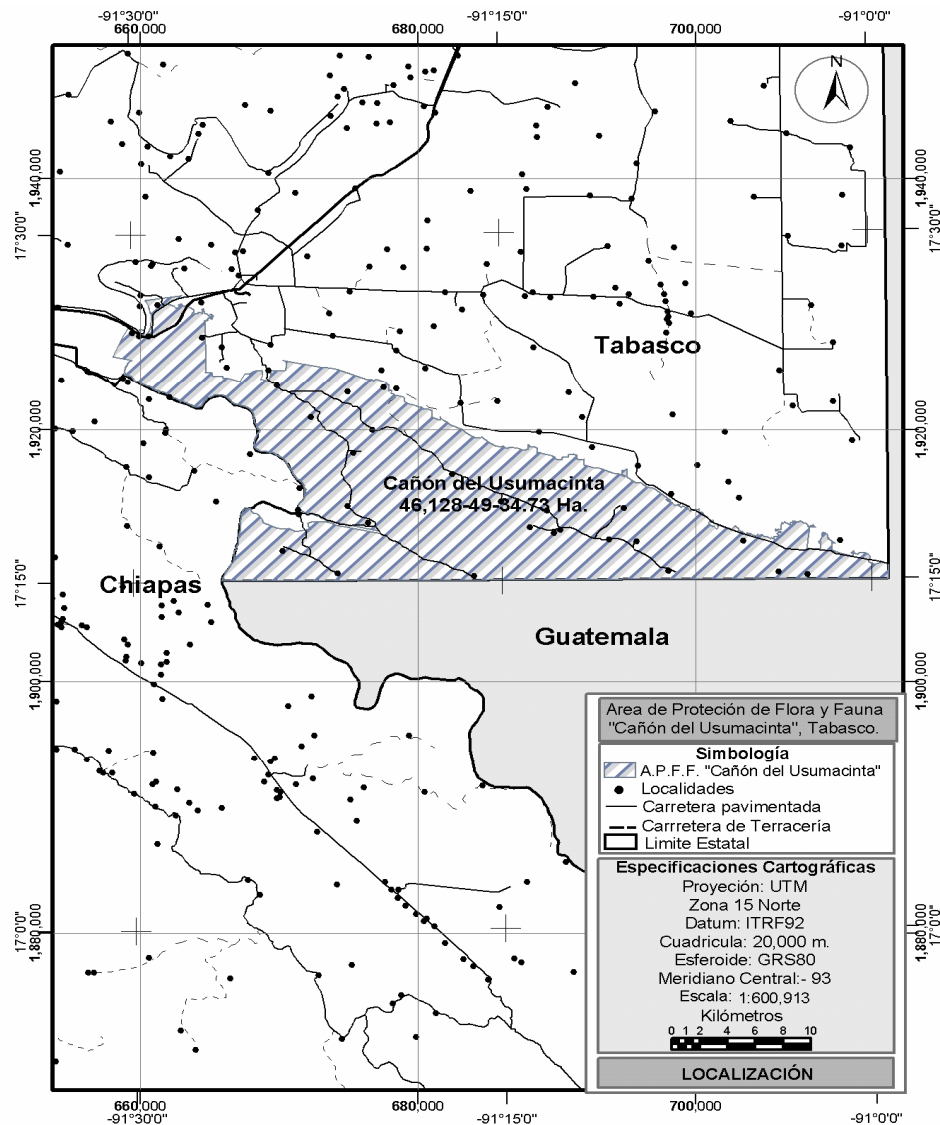 -91°30'0" -91°15'0" -91°0'0"
660,000 680,000 700,000
N
1,940,000 1,940,000
17°30'0" 17°30'0"
Tabasco
1,920,000 1,920,000
Cañón del Usumacinta
46,128-49-34.73 Ha.
17°15'0" Chiapas 17°15'0"
Guatemala
1,900,000 1,900,000
Area de Proteción de Flora y Fauna
"Cañón del Usumacinta", Tabasco.
Simbología
A.P.F.F. "Cañón del Usumacinta"
Localidades
Carretera pavimentada
Carrretera de Terracería
Limite Estatal
Especificaciones Cartográficas
Proyeción: UTM
Zona 15 Norte
Datum: ITRF92
Cuadricula: 20,000 m.
Esferoide: GRS80
Meridiano Central:- 93
Escala: 1:600,913
Kilómetros
0 1 2 4 6 8 10
LOCALIZACIÓN
17°0'0" 17°0'0"
1,880,000 1,880,000
660,000 680,000 700,000
-91°30'0" -91°15'0" -91°0'0"